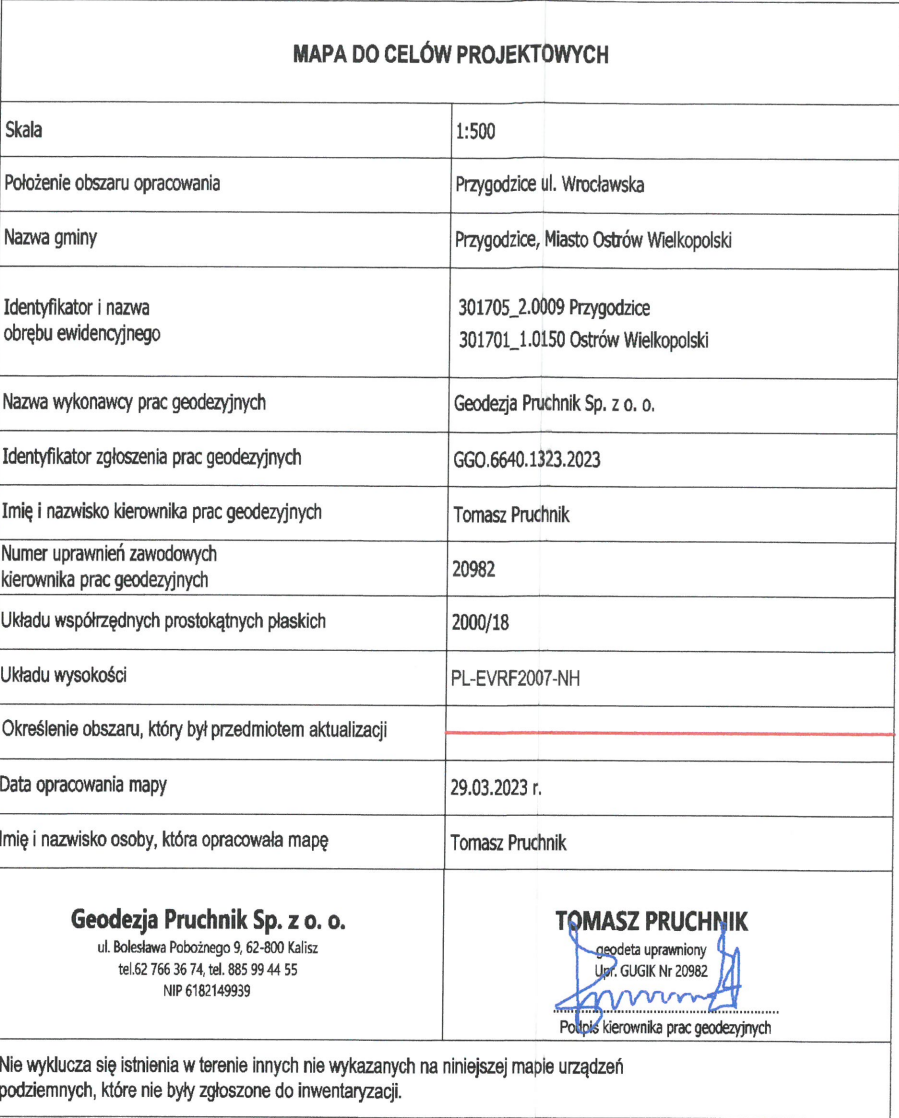 MAPA DO CELÓW PROJEKTOWYCH
Skala
1:500
Położenie obszaru opracowania
Przygodzice ul. Wrocławska
Nazwa gminy
Przygodzice, Miasto Ostrów Wielkopolski
Identyfikator i nazwa
obrębu ewidencyjnego
301705_2.0009 Przygodzice
301701_1.0150 Ostrów Wielkopolski
Nazwa wykonawcy prac geodezyjnych
Geodezja Pruchnik Sp. z o. o.
Identyfikator zgłoszenia prac geodezyjnych
GGO.6640.1323.2023
Imię i nazwisko kierownika prac geodezyjnych
Tomasz Pruchnik
Numer uprawnień zawodowych
kierownika prac geodezyjnych
20982
Układu współrzędnych prostokątnych płaskich
2000/18
Układu wysokości
PL-EVRF2007-NH
Określenie obszaru, który był przedmiotem aktualizacji
Data opracowania mapy
29.03.2023 r.
Imię i nazwisko osoby, która opracowała mapę
Tomasz Pruchnik
Geodezja Pruchnik Sp. z o. o.
ul. Bolesława Pobożnego 9, 62-800 Kalisz
tel.62 766 36 74, tel. 885 99 44 55
NIP 6182149939
TOMASZ PRUCHNIK
geodeta uprawniony
Upr. GUGIK Nr 20982
Podpis kierownika prac geodezyjnych
Nie wyklucza się istnienia w terenie innych nie wykazanych na niniejszej mapie urządzeń
podziemnych, które nie były zgłoszone do inwentaryzacji.